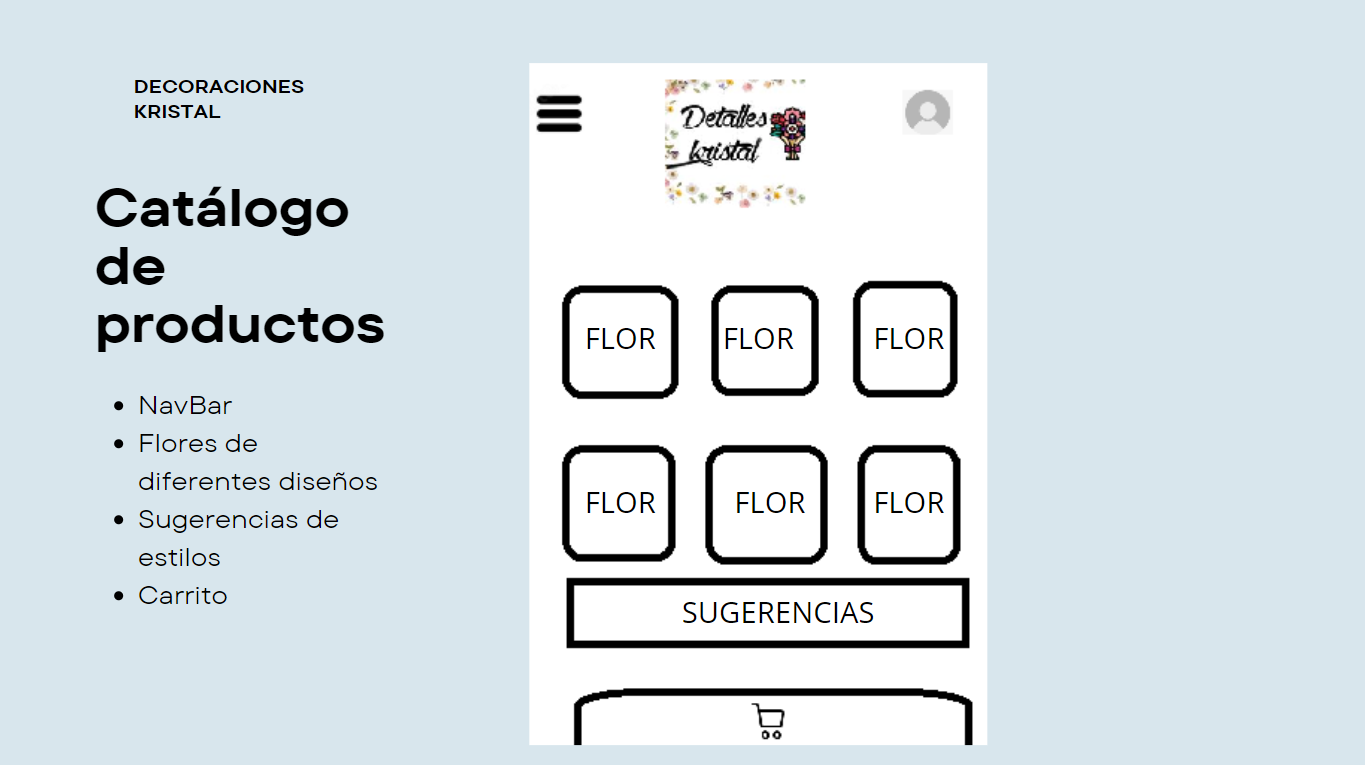 DECORACIONES
KRISTAL
Catálogo
de
productos
NavBar
Flores de
diferentes diseños
Sugerencias de
estilos
Carrito
Detalles
kristal
FLOR FLOR FLOR
FLOR FLOR FLOR
SUGERENCIAS